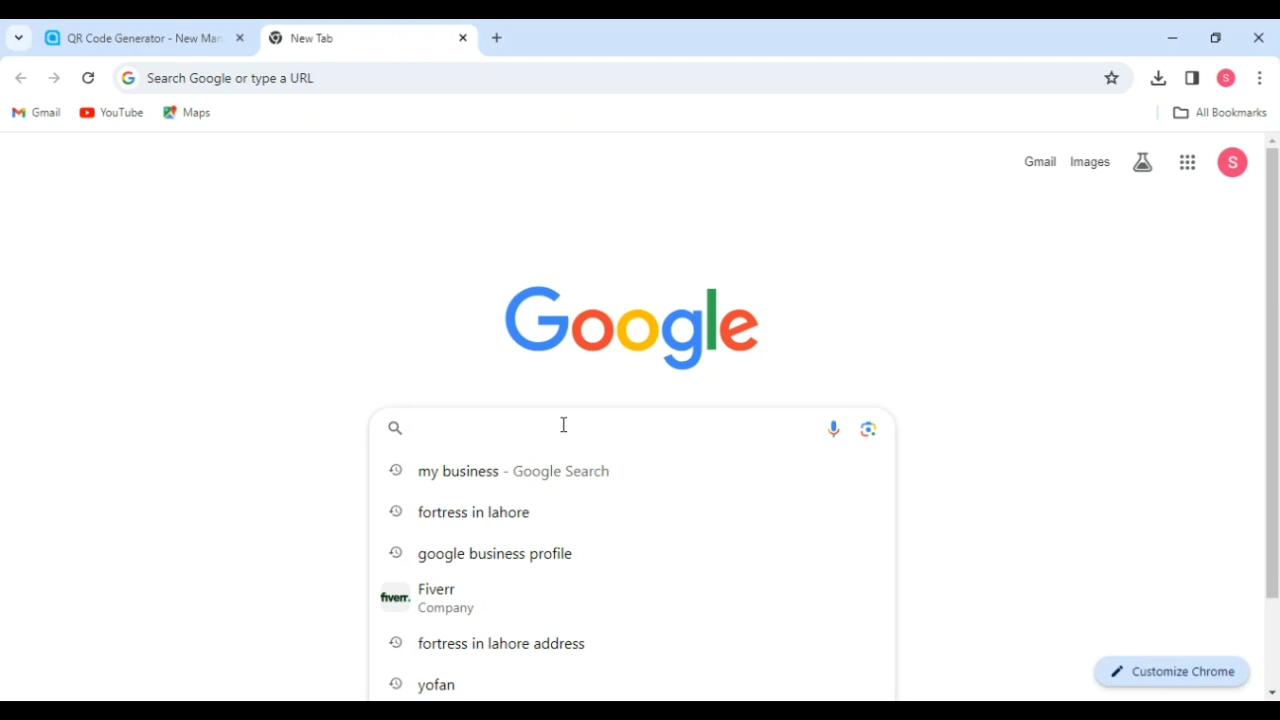 QR Code Generator - New Man
New Tab
Search Google or type a URL
S
Gmail
YouTube
Maps
All Bookmarks
Gmail
Images
S
Google
my business - Google Search
fortress in lahore
google business profile
fiverr.
Fiverr
Company
fortress in lahore address
yofan
Customize Chrome